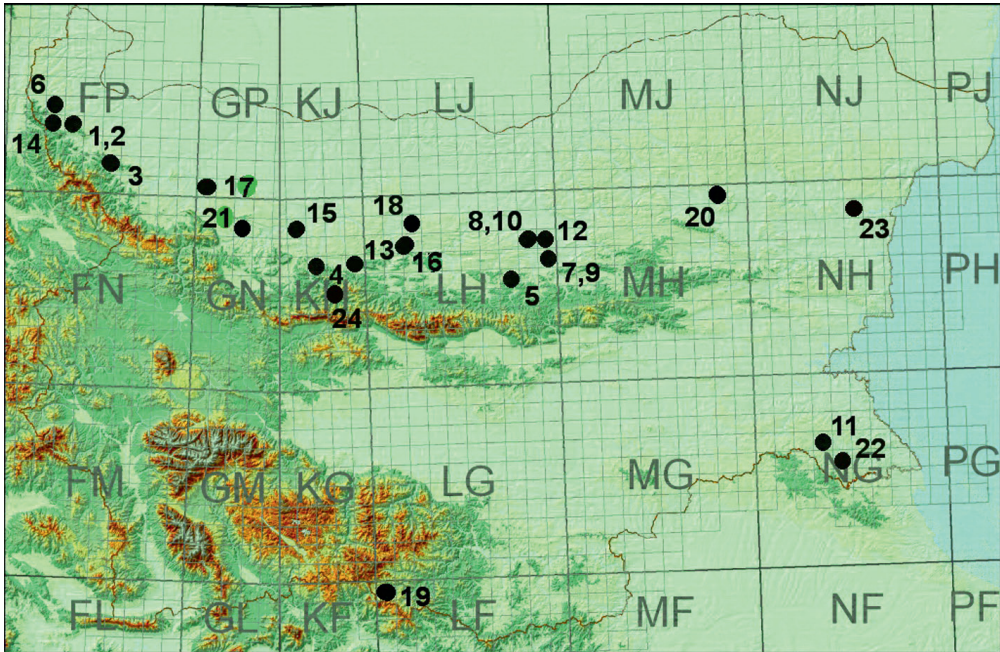 6
FP
GP
KJ
LJ
MJ
NJ
PJ
14
1,2
3
17
21
15
18
8,10
12
20
23
13
16
4
7,9
5
FN
GN
LH
MH
NH
PH
24
11
22
FM
GM
KG
LG
MG
NG
PG
19
FL
GL
KF
LF
MF
NF
PF